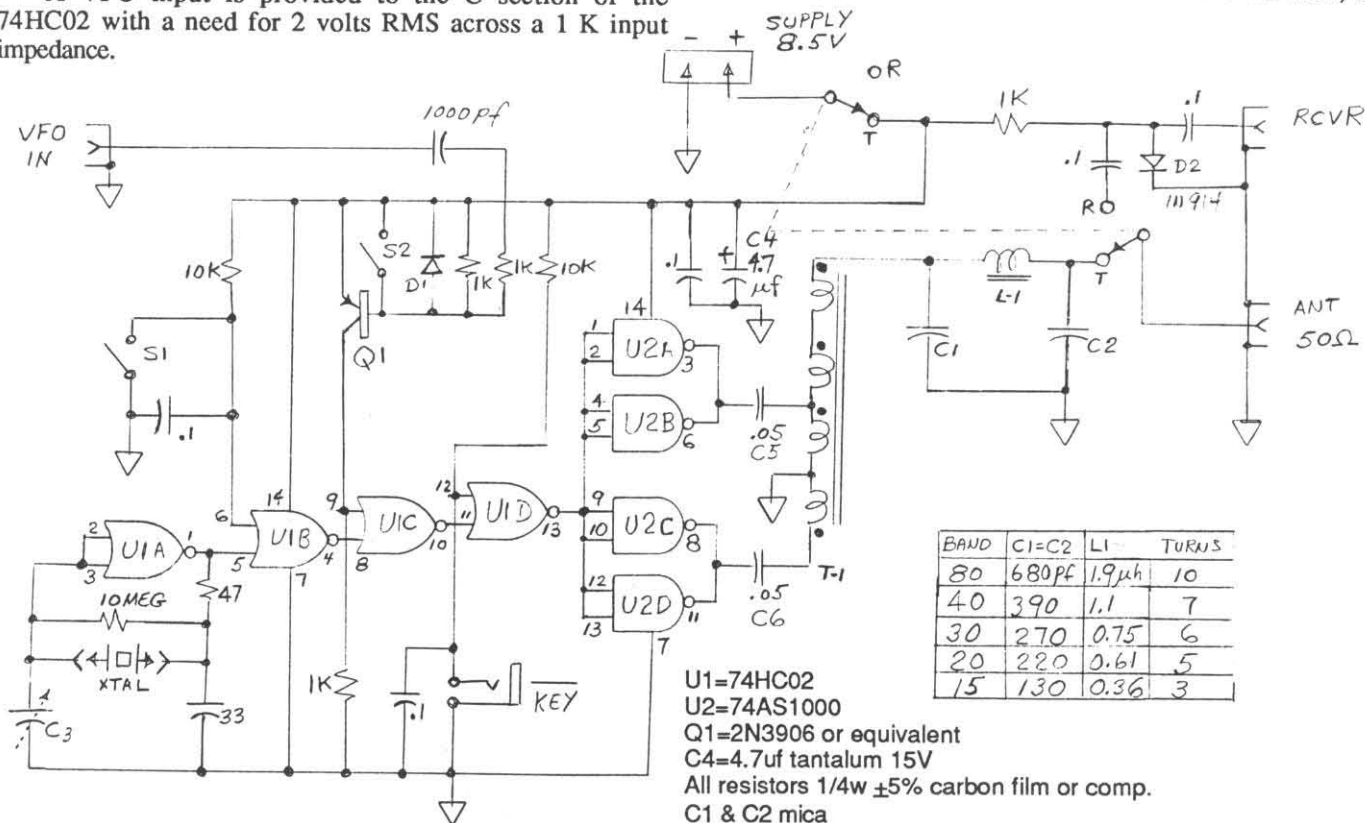 VFO input is provided to the C section of the
74HC02 with a need for 2 volts RMS across a 1 K input
impedance.
- + SUPPLY
8.5V
OR
T
1K
.1
RCVR
.1
D2
1N914
R
VFO
IN
1000pf
10K
S2
D1
1K
1K
10K
.1
+
C4
4.7
µf
L-1
T
ANT
50Ω
C1
C2
S1
.1
Q1
14
1
2
U2A
3
4
5
U2B
6
.05
C5
9
10
U2C
8
12
13
U2D
11
7
.05
C6
T-1
2
3
U1A
1
6
5
14
U1B
4
7
9
8
U1C
10
12
11
U1D
13
47
10MEG
XTAL
C3
33
1K
.1
KEY
BAND C1=C2 L1 TURNS
80 680pf 1.9µh 10
40 390 1.1 7
30 270 0.75 6
20 220 0.61 5
15 130 0.36 3
U1=74HC02
U2=74AS1000
Q1=2N3906 or equivalent
C4=4.7uf tantalum 15V
All resistors 1/4w ±5% carbon film or comp.
C1 & C2 mica